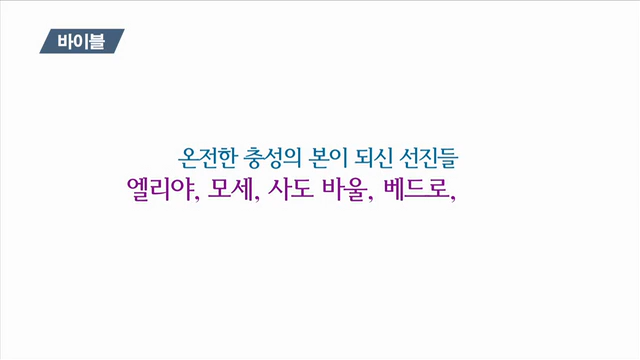 바이블
온전한 충성의 본이 되신 선진들
엘리야, 모세, 사도 바울, 베드로,